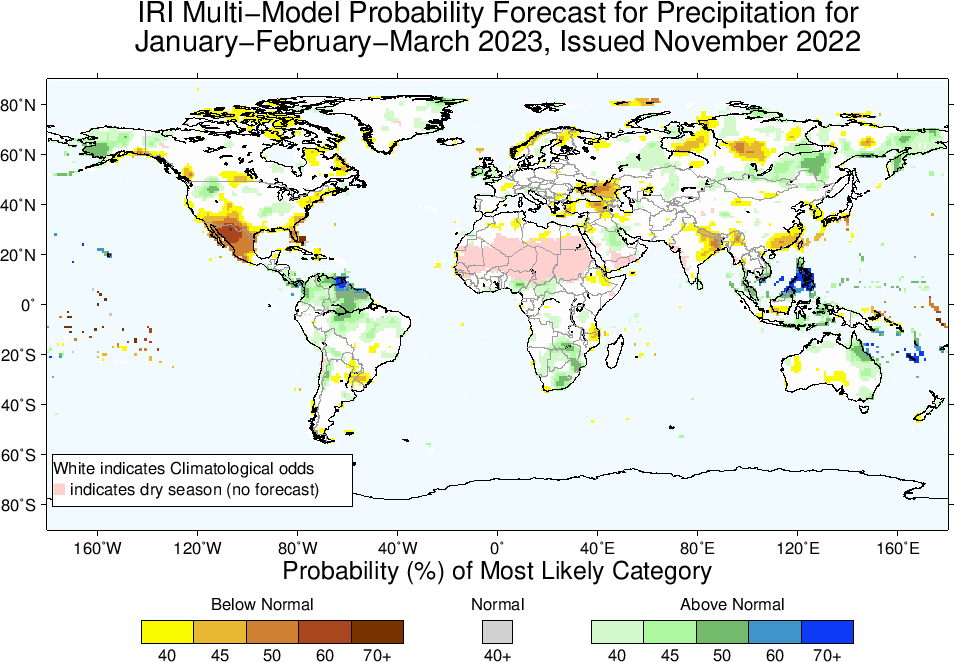 IRI Multi−Model Probability Forecast for Precipitation for
January−February−March 2023, Issued November 2022
80˚N
60˚N
40˚N
20˚N
0˚
20˚S
40˚S
60˚S
80˚S
White indicates Climatological odds
indicates dry season (no forecast)
160˚W 120˚W 80˚W 40˚W 0˚ 40˚E 80˚E 120˚E 160˚E
Probability (%) of Most Likely Category
Below Normal Normal Above Normal
40 45 50 60 70+ 40+ 40 45 50 60 70+